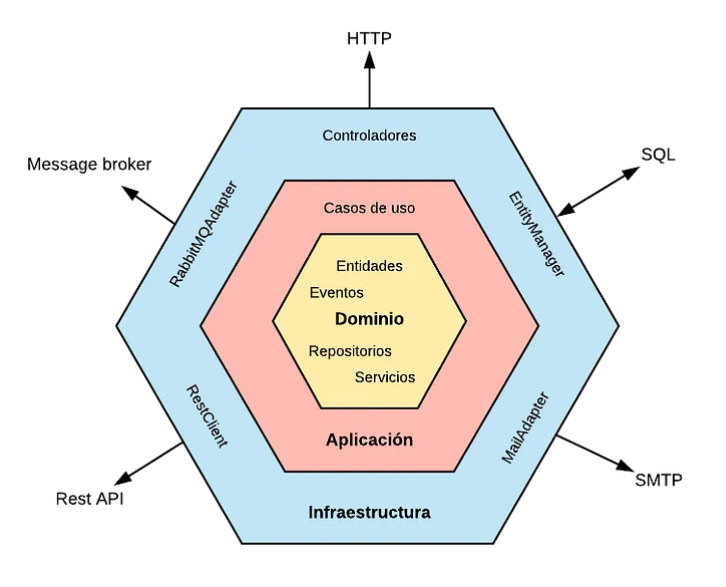 HTTP
Controladores
Message broker
SQL
RabbitMQAdapter
EntityManager
Casos de uso
Entidades
Eventos
Dominio
Repositorios
Servicios
RestClient
MailAdapter
Aplicación
Rest API
SMTP
Infraestructura